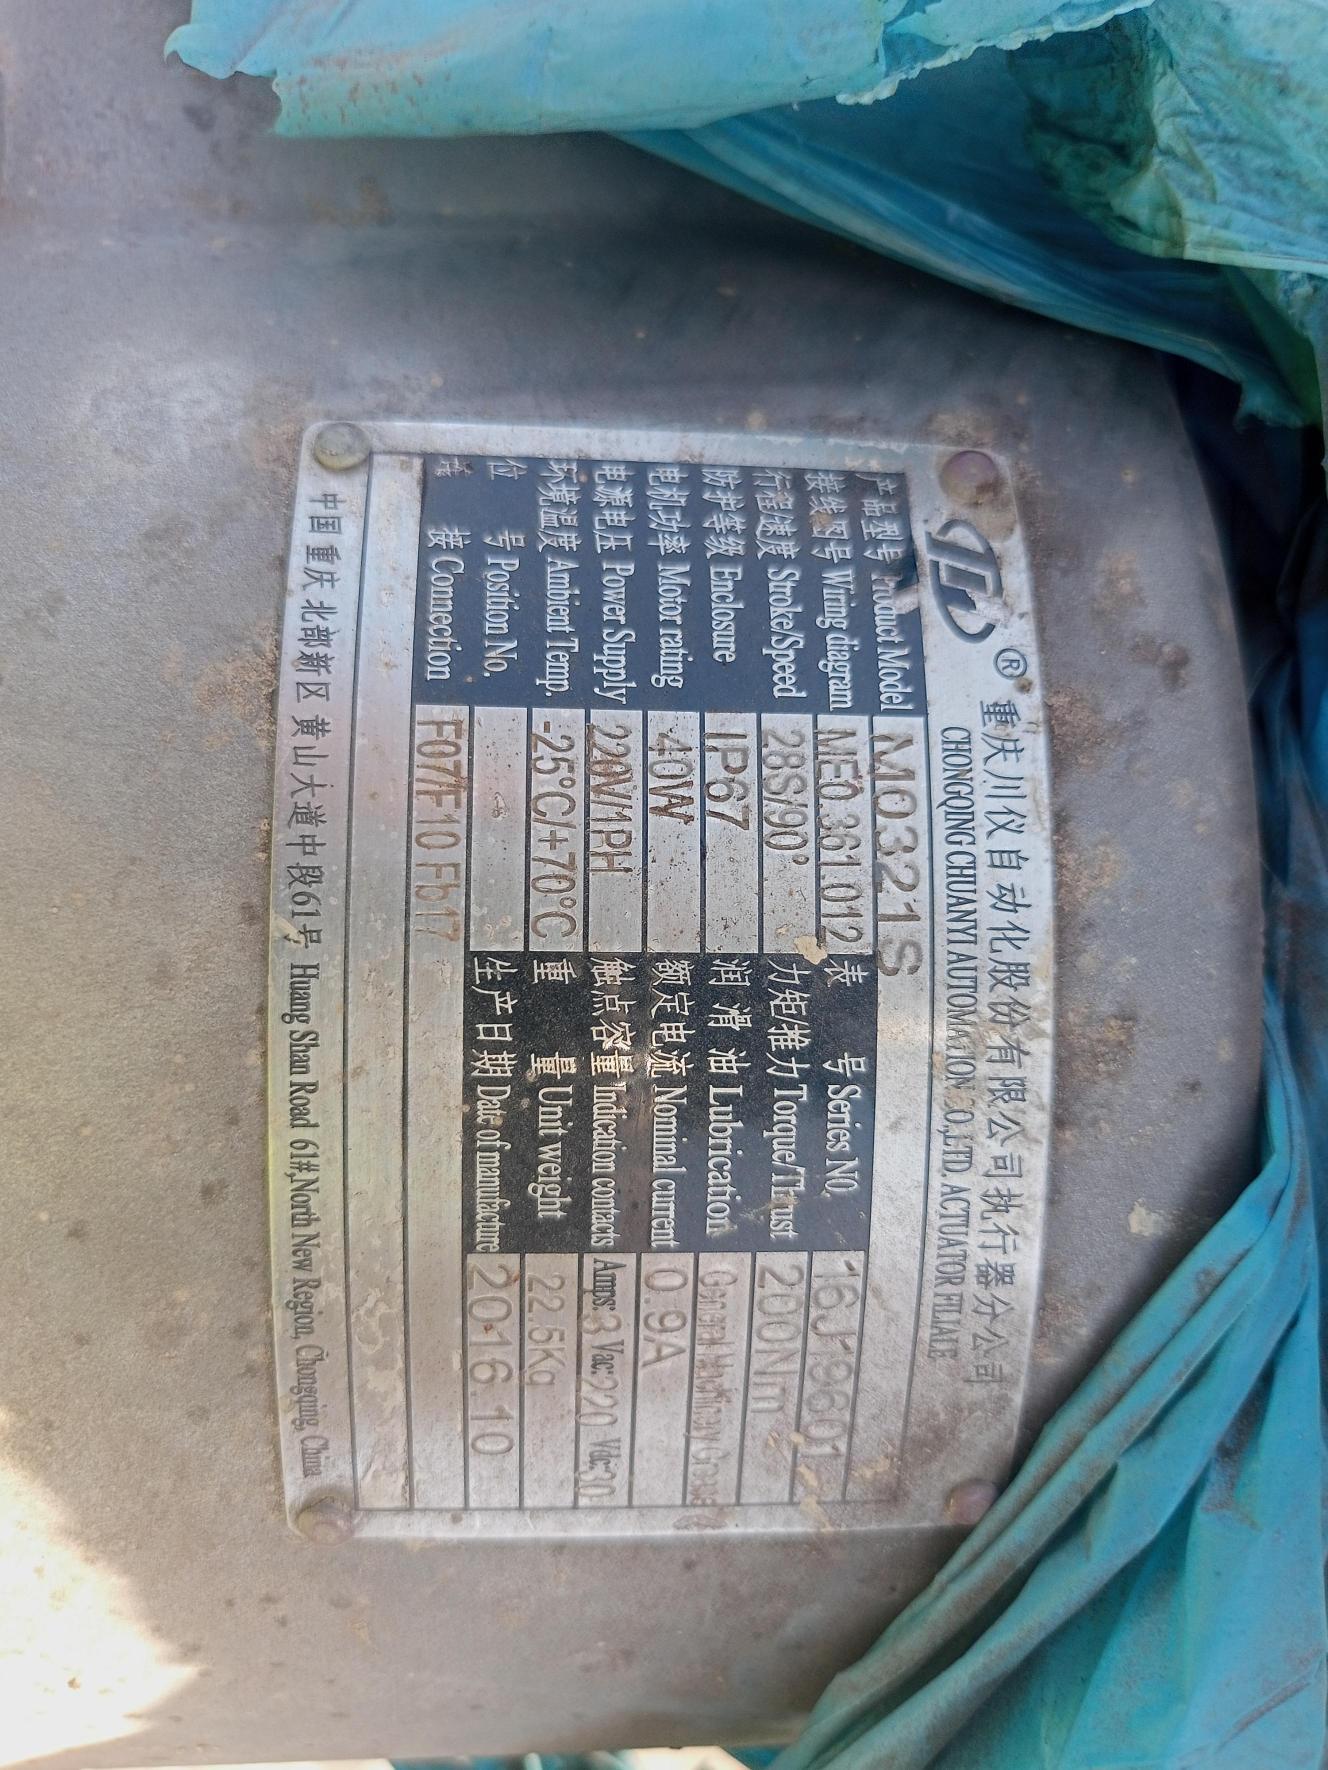 ® 重庆川仪自动化股份有限公司执行器分公司
CHONGQING CHUANYI AUTOMATION CO.,LTD. ACTUATOR FILIALE
产品型号 Product Model M0321S
接线图号 Wiring diagram ME0.361.012 表 号 Series NO. 16J19601
行程速度 Stroke/Speed 28S/90° 力矩/推力 Torque/Thrust 200Nm
防护等级 Enclosure IP67 润滑油 Lubrication General
电机功率 Motor rating 40W 额定电流 Nominal current 0.9A
电源电压 Power Supply 220V/1PH 触点容量 Indication contacts Amps:3 Vac:220 Vdc:30
环境温度 Ambient Temp. -25℃/+70℃ 重 量 Unit weight 22.5Kg
位 号 Position No. 生产日期 Date of manufacture 2016.10
连 接 Connection F07/F10 Fb17
中国 重庆 北部新区 黄山大道中段61号 Huang Shan Road 61#,North New Region, Chongqing, China